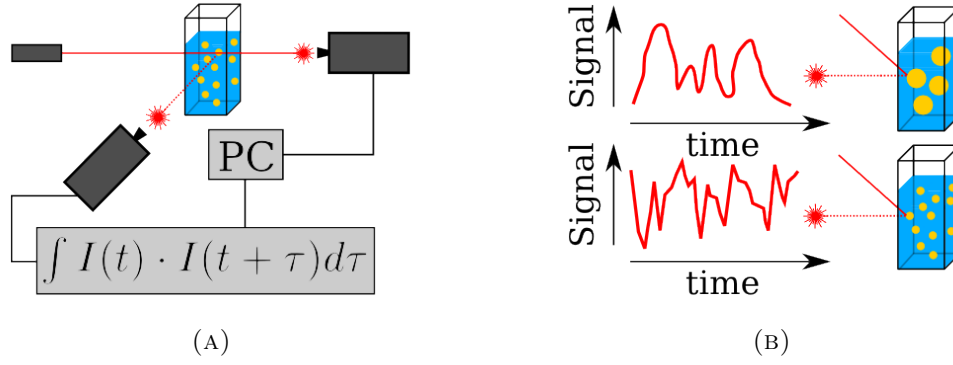 PC
∫ I(t) · I(t + τ)dτ
(A)
Signal
time
Signal
time
(B)